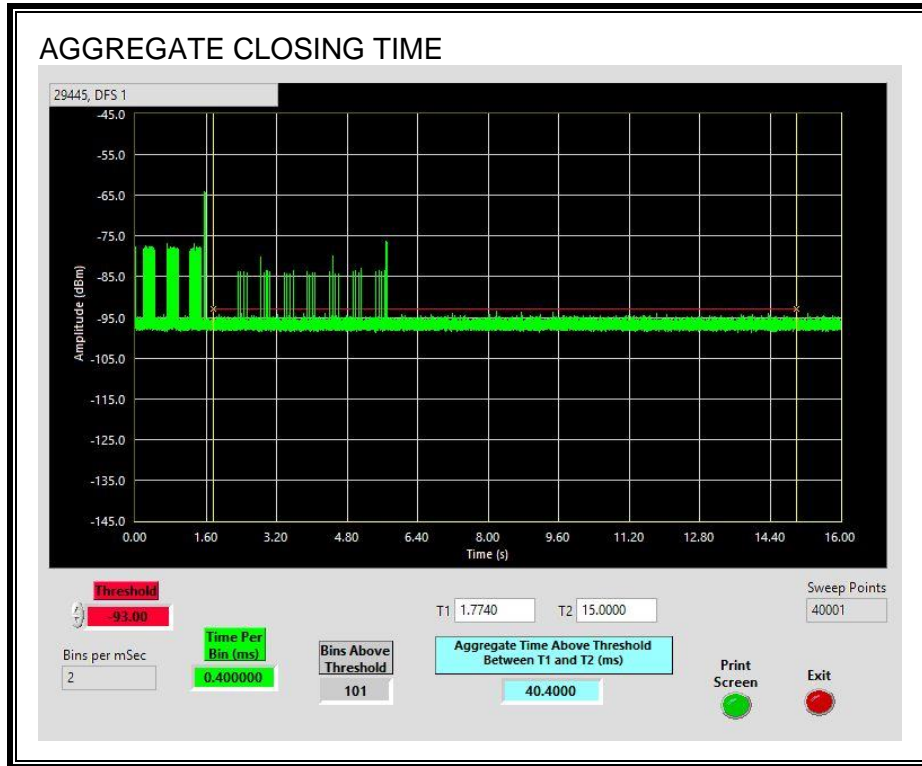 AGGREGATE CLOSING TIME
29445, DFS 1
-45.0
-55.0
-65.0
-75.0
-85.0
-95.0
-105.0
-115.0
-125.0
-135.0
-145.0
Amplitude (dBm)
0.00 1.60 3.20 4.80 6.40 8.00 9.60 11.20 12.80 14.40 16.00
Time (s)
Threshold
-93.00
Bins per mSec
2
Time Per
Bin (ms)
0.400000
Bins Above
Threshold
101
T1 1.7740 T2 15.0000
Aggregate Time Above Threshold
Between T1 and T2 (ms)
40.4000
Sweep Points
40001
Print
Screen
Exit